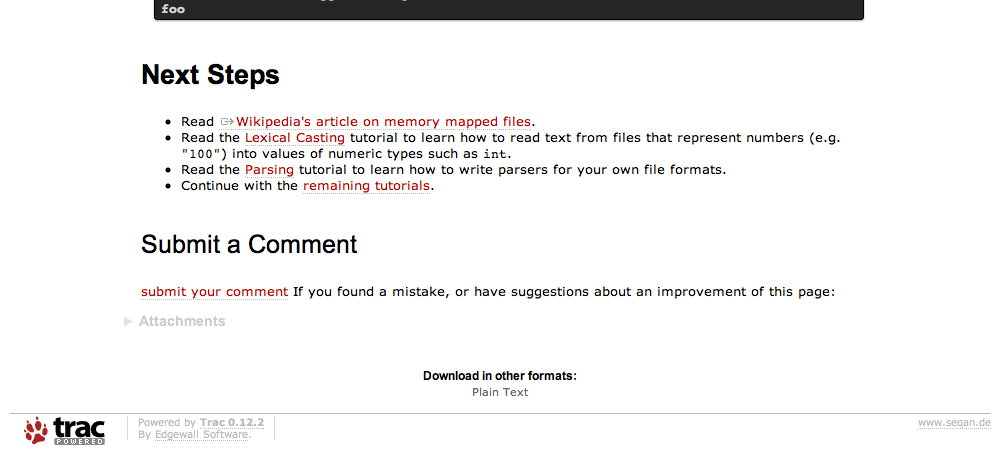 foo
Next Steps
Read Wikipedia's article on memory mapped files.
Read the Lexical Casting tutorial to learn how to read text from files that represent numbers (e.g.
"100") into values of numeric types such as int.
Read the Parsing tutorial to learn how to write parsers for your own file formats.
Continue with the remaining tutorials.
Submit a Comment
submit your comment If you found a mistake, or have suggestions about an improvement of this page:
Attachments
Download in other formats:
Plain Text
trac
POWERED
Powered by Trac 0.12.2
By Edgewall Software.
www.seqan.de